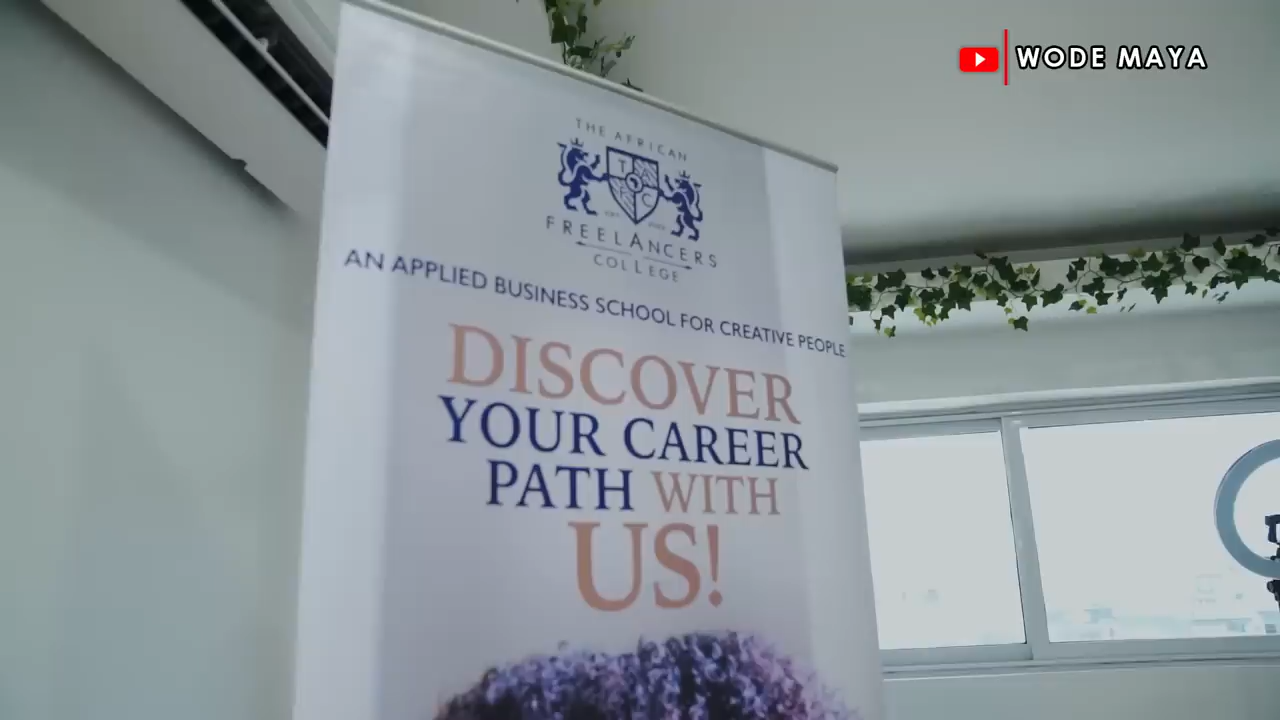 WODE MAYA
THE AFRICAN
T
C
FREELANCERS
COLLEGE
AN APPLIED BUSINESS SCHOOL FOR CREATIVE PEOPLE
DISCOVER
YOUR CAREER
PATH WITH
US!